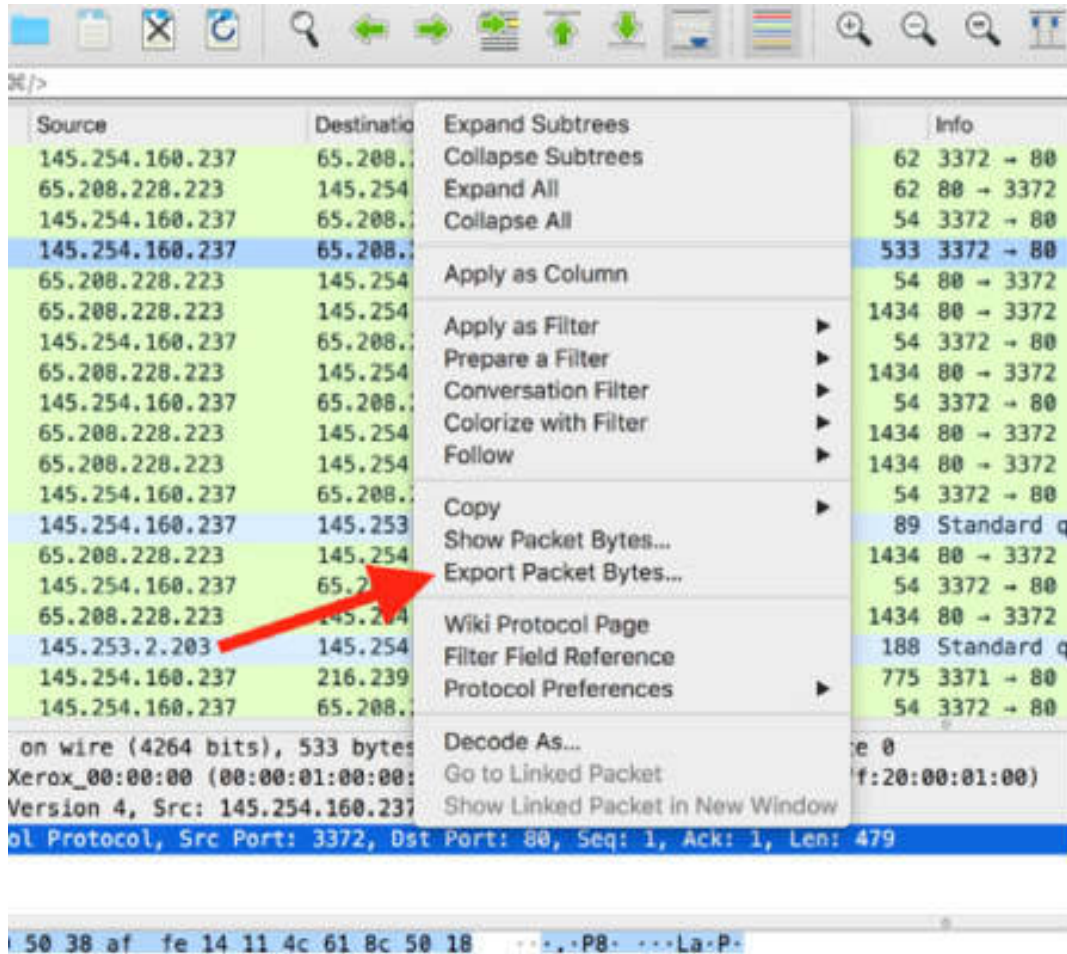 ⌘/>
Source Destinatio Info
145.254.160.237 65.208. 62 3372 → 80
65.208.228.223 145.254 62 80 → 3372
145.254.160.237 65.208. 54 3372 → 80
145.254.160.237 65.208. 533 3372 → 80
65.208.228.223 145.254 54 80 → 3372
65.208.228.223 145.254 1434 80 → 3372
145.254.160.237 65.208. 54 3372 → 80
65.208.228.223 145.254 1434 80 → 3372
145.254.160.237 65.208. 54 3372 → 80
65.208.228.223 145.254 1434 80 → 3372
65.208.228.223 145.254 1434 80 → 3372
145.254.160.237 65.208. 54 3372 → 80
145.254.160.237 145.253 89 Standard q
65.208.228.223 145.254 1434 80 → 3372
145.254.160.237 65.2 54 3372 → 80
65.208.228.223 1434 80 → 3372
145.253.2.203 145.254 188 Standard q
145.254.160.237 216.239 775 3371 → 80
145.254.160.237 65.208. 54 3372 → 80
Expand Subtrees
Collapse Subtrees
Expand All
Collapse All
Apply as Column
Apply as Filter
Prepare a Filter
Conversation Filter
Colorize with Filter
Follow
Copy
Show Packet Bytes...
Export Packet Bytes...
Wiki Protocol Page
Filter Field Reference
Protocol Preferences
Decode As...
Go to Linked Packet
Show Linked Packet in New Window
on wire (4264 bits), 533 bytes e 0
Xerox_00:00:00 (00:00:01:00:00: f:20:00:01:00)
Version 4, Src: 145.254.160.237
ol Protocol, Src Port: 3372, Dst Port: 80, Seq: 1, Ack: 1, Len: 479
50 38 af fe 14 11 4c 61 8c 50 18 ··.,·P8· ···La·P·